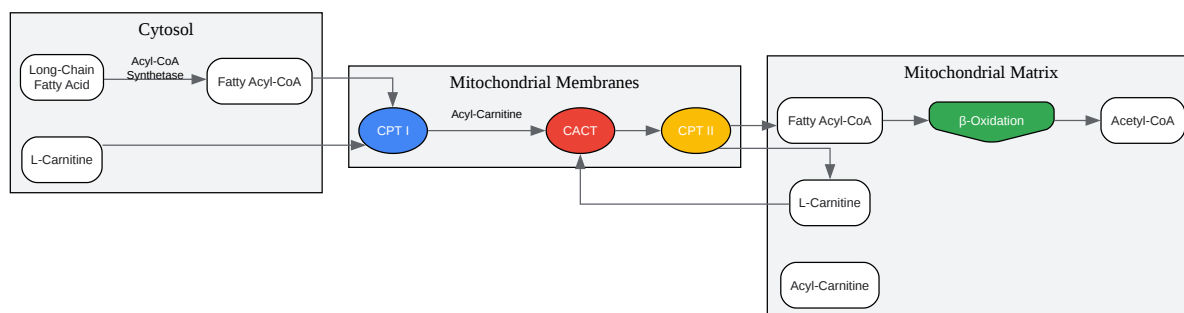 Cytosol
Long-Chain
Fatty Acid
Acyl-CoA
Synthetase
Fatty Acyl-CoA
L-Carnitine
Mitochondrial Membranes
CPT I
Acyl-Carnitine
CACT
CPT II
Mitochondrial Matrix
Fatty Acyl-CoA
β-Oxidation
Acetyl-CoA
L-Carnitine
Acyl-Carnitine